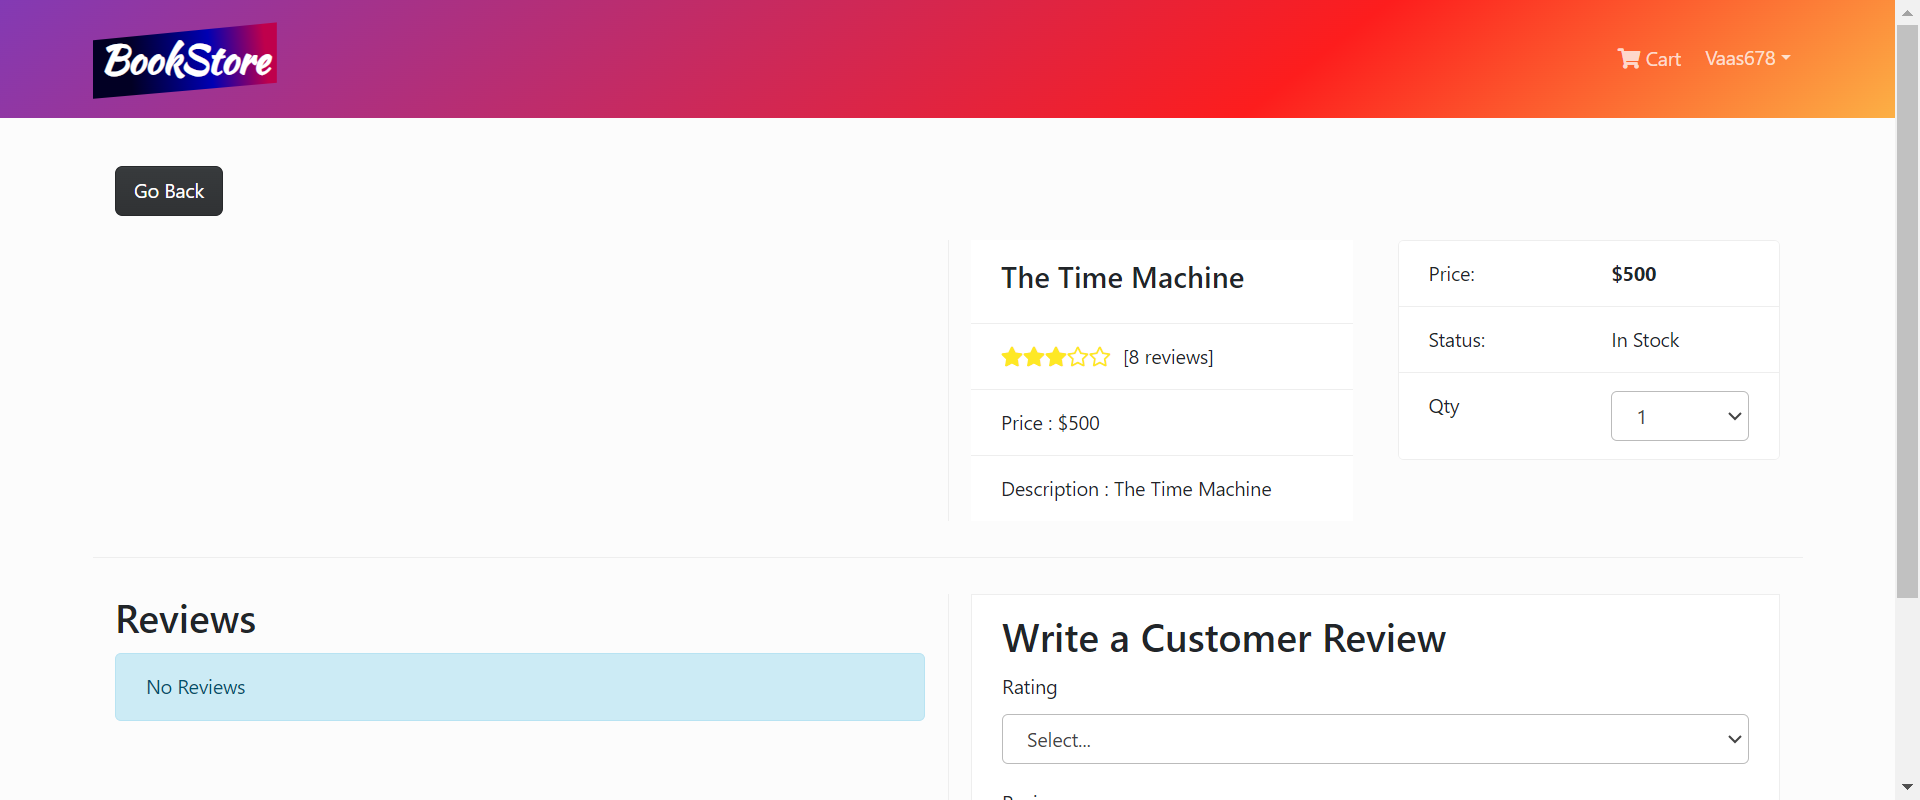 BookStore
Cart
Vaas678
Go Back
The Time Machine
[8 reviews]
Price : $500
Description : The Time Machine
Price:
$500
Status:
In Stock
Qty
1
Reviews
No Reviews
Write a Customer Review
Rating
Select...